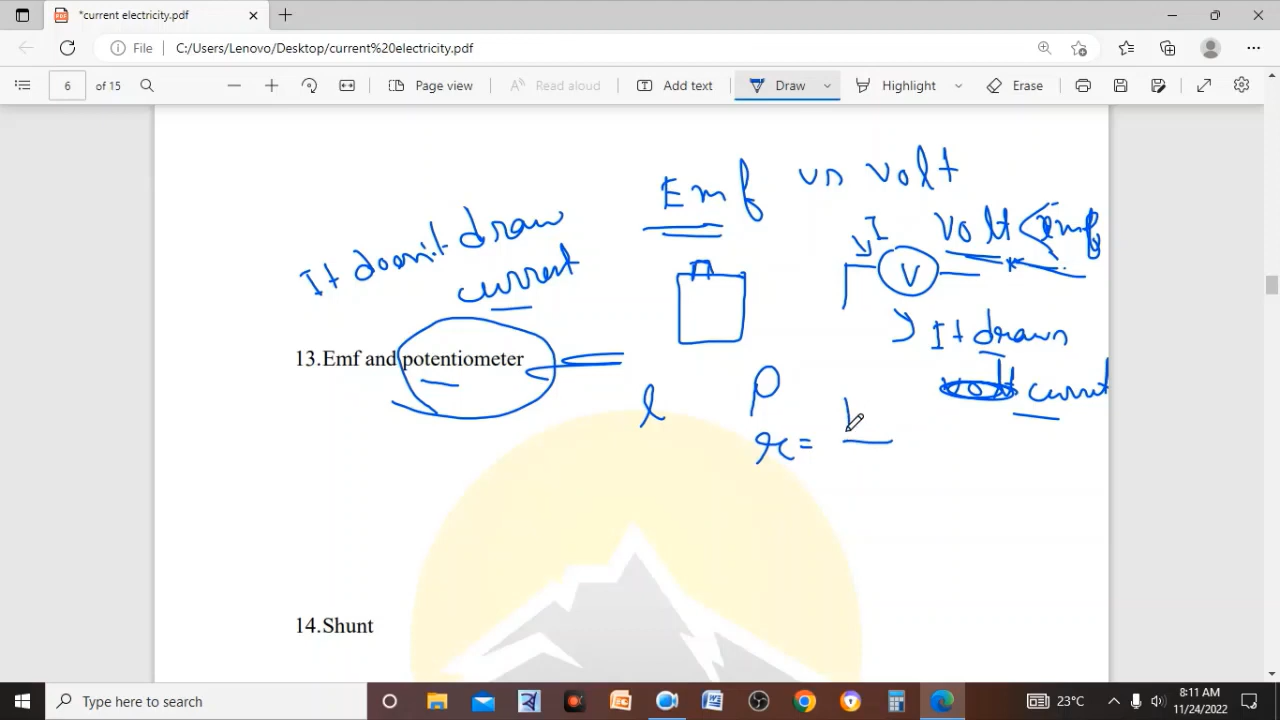 *current electricity.pdf
File C:/Users/Lenovo/Desktop/current%20electricity.pdf
6 of 15 Page view Read aloud Add text Draw Highlight Erase
Emf vs volt
It doesn't draw
current
I volt < emf
V
It draws
current
13.Emf and potentiometer
l ρ
r =
14.Shunt
Type here to search 23°C 8:11 AM
11/24/2022